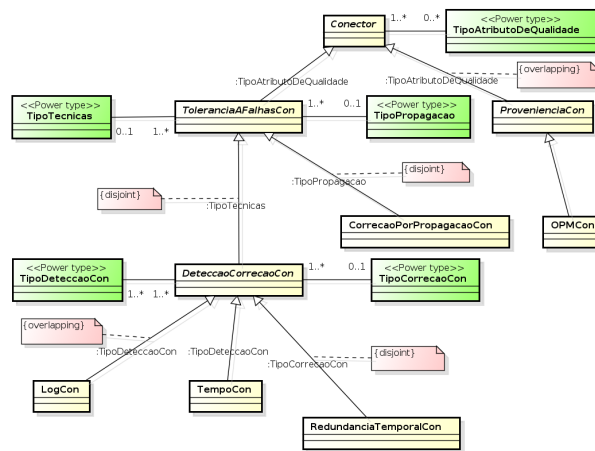 Conector
1..*
0..*
<<Power type>>
TipoAtributoDeQualidade
:TipoAtributoDeQualidade
:TipoAtributoDeQualidade
{overlapping}
<<Power type>>
TipoTecnicas
0..1
1..*
ToleranciaAFalhasCon
1..*
0..1
<<Power type>>
TipoPropagacao
ProvenienciaCon
{disjoint}
:TipoTecnicas
:TipoPropagacao
{disjoint}
CorrecaoPorPropagacaoCon
OPMCon
<<Power type>>
TipoDeteccaoCon
1..*
1..*
DeteccaoCorrecaoCon
1..*
0..1
<<Power type>>
TipoCorrecaoCon
{overlapping}
:TipoDeteccaoCon
:TipoDeteccaoCon
:TipoCorrecaoCon
{disjoint}
LogCon
TempoCon
RedundanciaTemporalCon